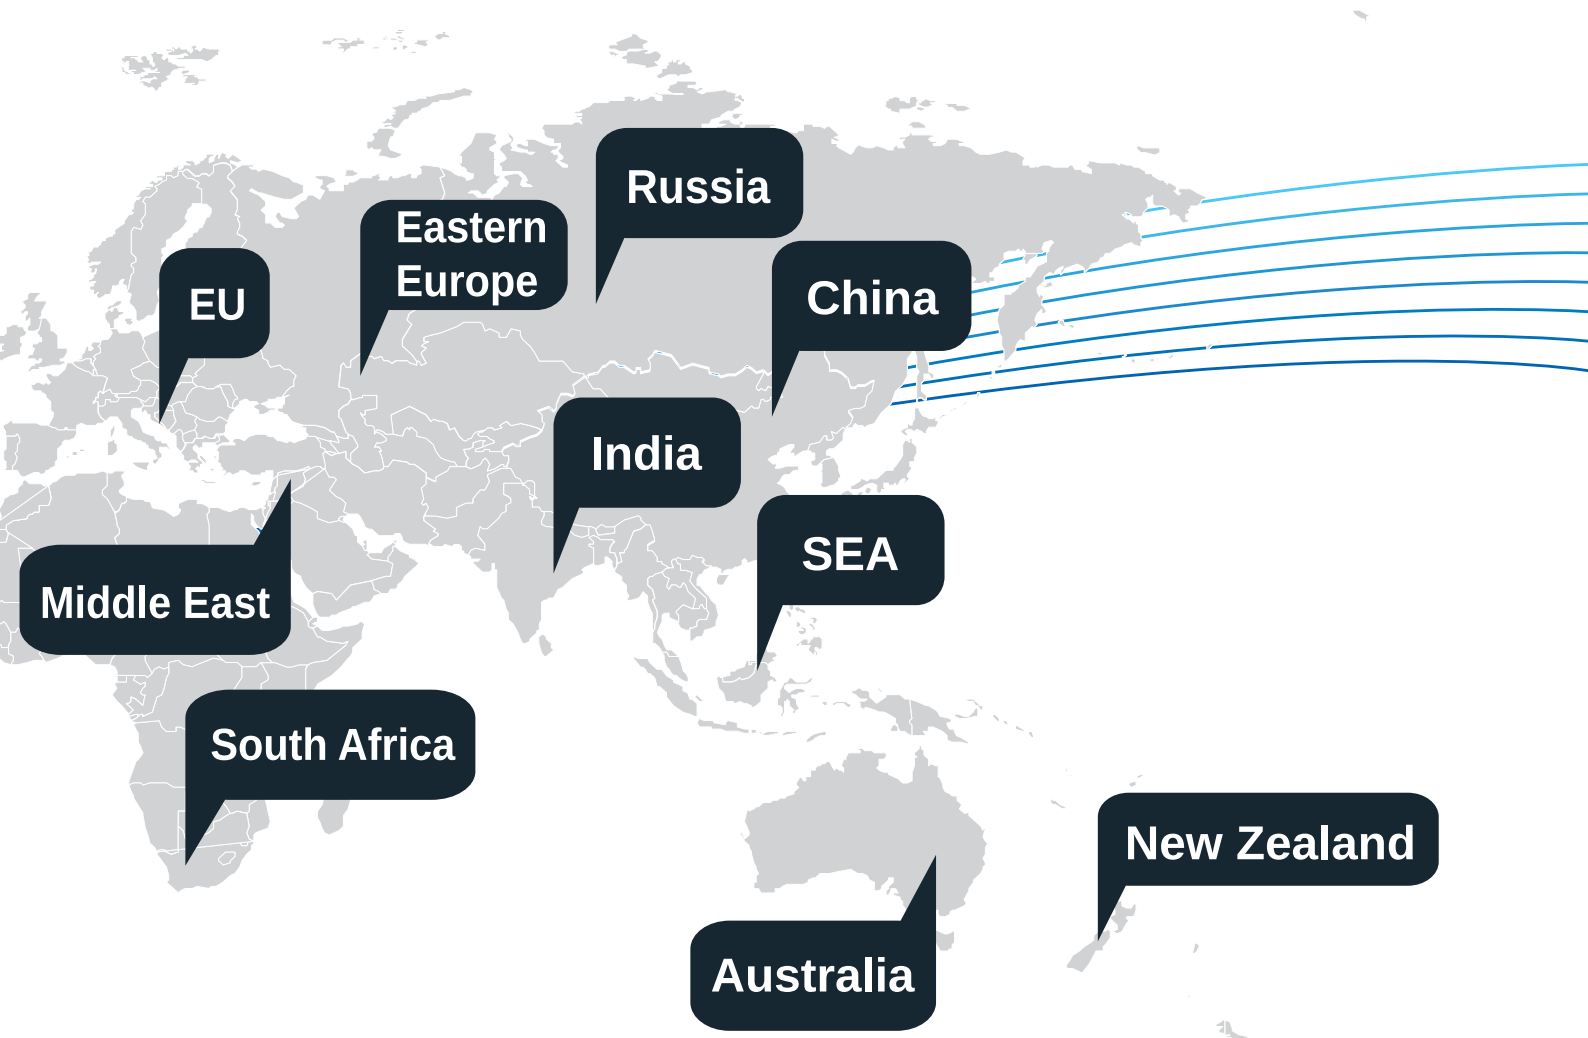 Russia
Eastern
Europe
EU
China
India
SEA
Middle East
South Africa
New Zealand
Australia